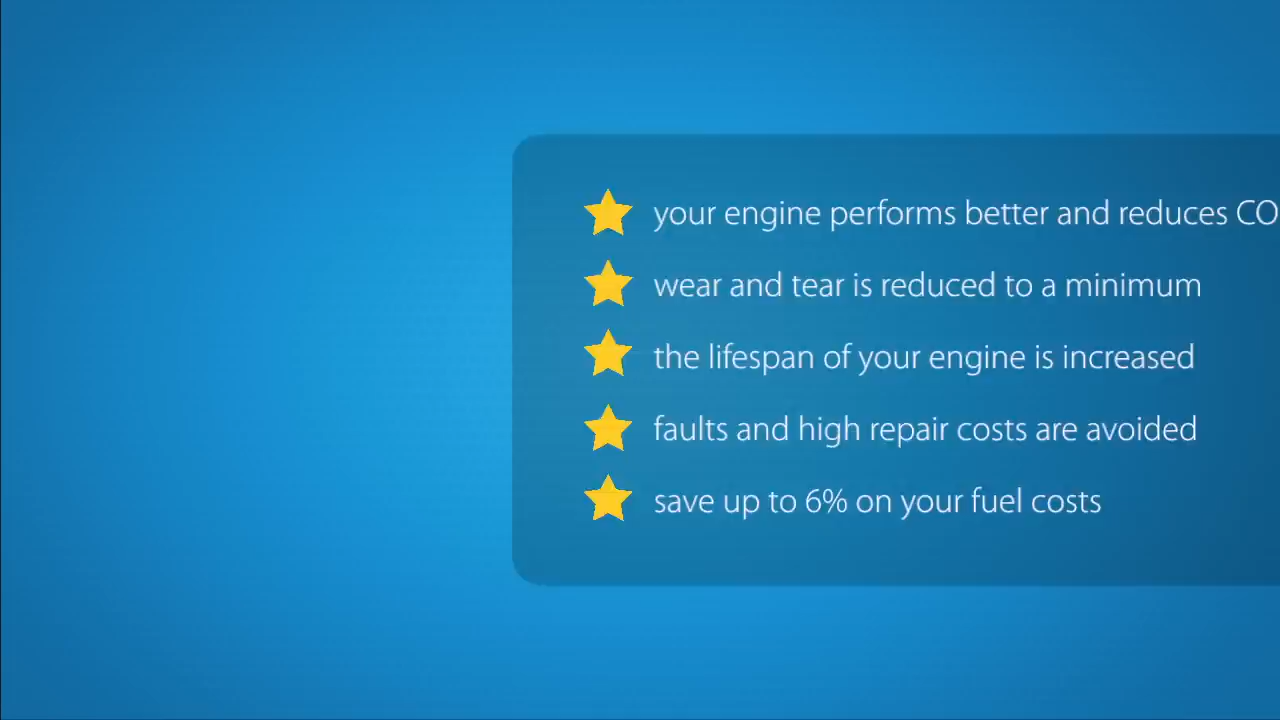 your engine performs better and reduces CO
wear and tear is reduced to a minimum
the lifespan of your engine is increased
faults and high repair costs are avoided
save up to 6% on your fuel costs